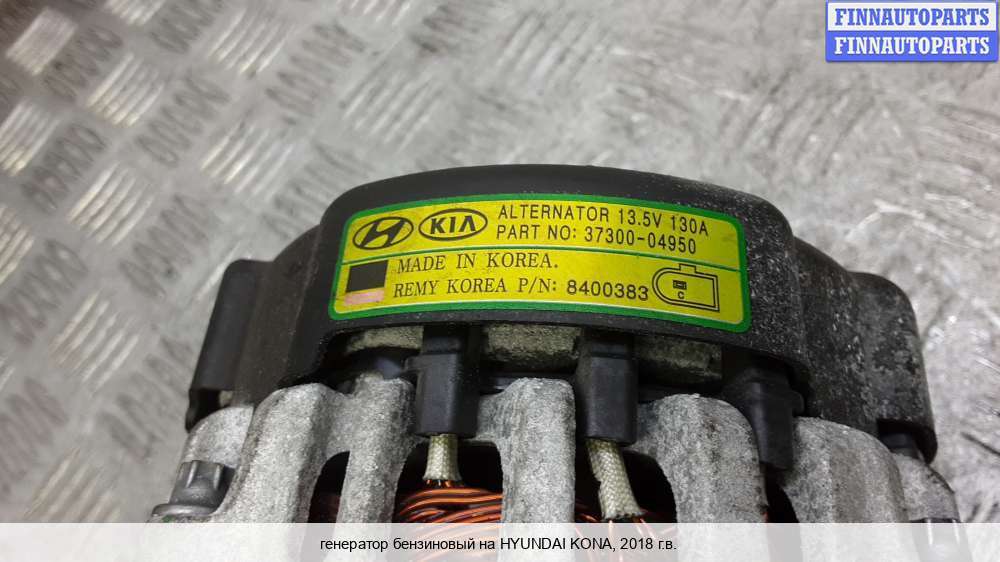 FINNAUTOPARTS
FINNAUTOPARTS
KIA
ALTERNATOR 13.5V 130A
PART NO: 37300-04950
MADE IN KOREA.
REMY KOREA P/N: 8400383
C
генератор бензиновый на HYUNDAI KONA, 2018 г.в.